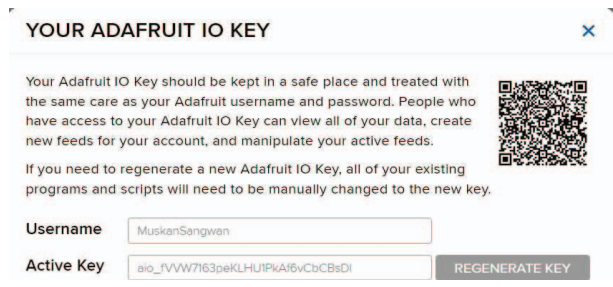 YOUR ADAFRUIT IO KEY
Your Adafruit IO Key should be kept in a safe place and treated with
the same care as your Adafruit username and password. People who
have access to your Adafruit IO Key can view all of your data, create
new feeds for your account, and manipulate your active feeds.
If you need to regenerate a new Adafruit IO Key, all of your existing
programs and scripts will need to be manually changed to the new key.
Username
MuskanSangwan
Active Key
REGENERATE KEY